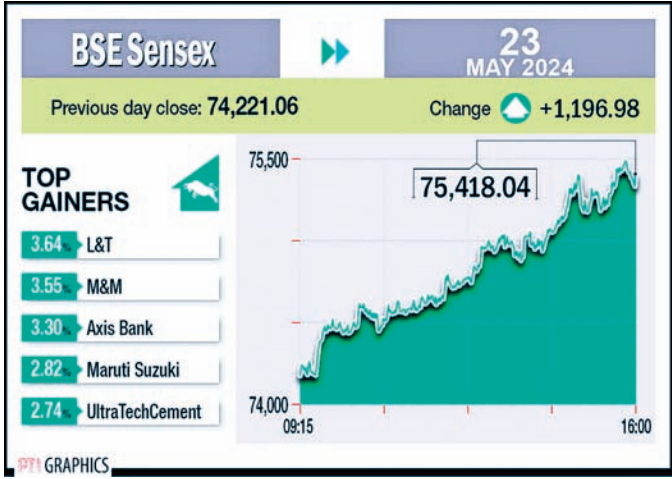 BSE Sensex
23
MAY 2024
Previous day close: 74,221.06
Change +1,196.98
TOP
GAINERS
3.64% L&T
3.55% M&M
3.30% Axis Bank
2.82% Maruti Suzuki
2.74% UltraTechCement
75,500
75,418.04
74,000
09:15
16:00
PTI GRAPHICS